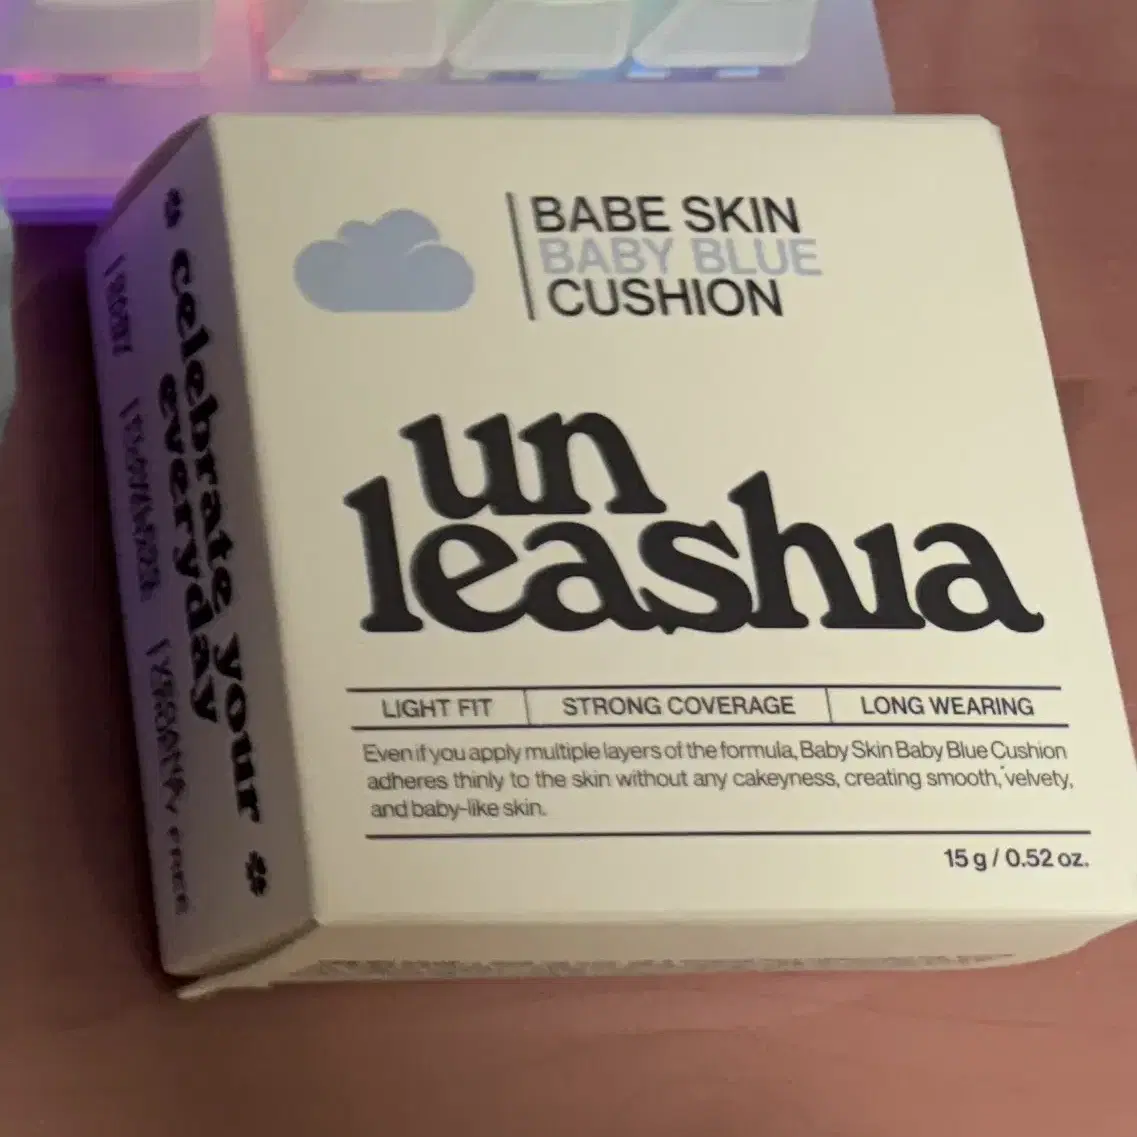 BABE SKIN
BABY BLUE
CUSHION
un
leashia
LIGHT FIT
STRONG COVERAGE
LONG WEARING
Even if you apply multiple layers of the formula, Baby Skin Baby Blue Cushion
adheres thinly to the skin without any cakeyness, creating smooth, velvety,
and baby-like skin.
15 g / 0.52 oz.
celebrate your
everyday